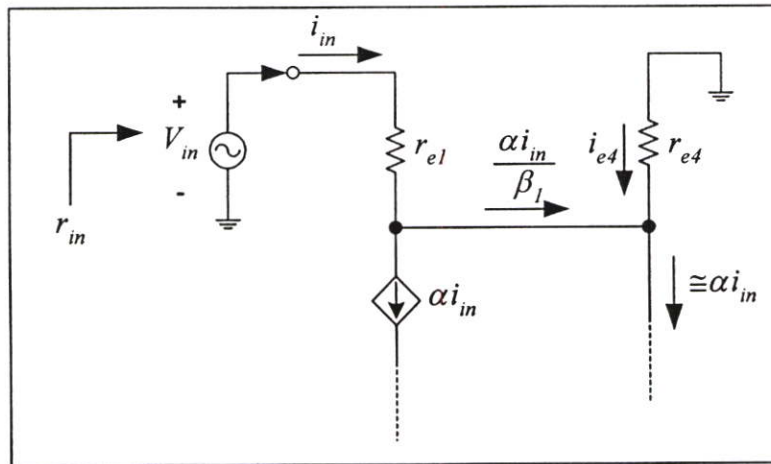 i_in
+
V_in
-
r_in
r_e1
αi_in
β_1
i_e4
r_e4
αi_in
≅αi_in